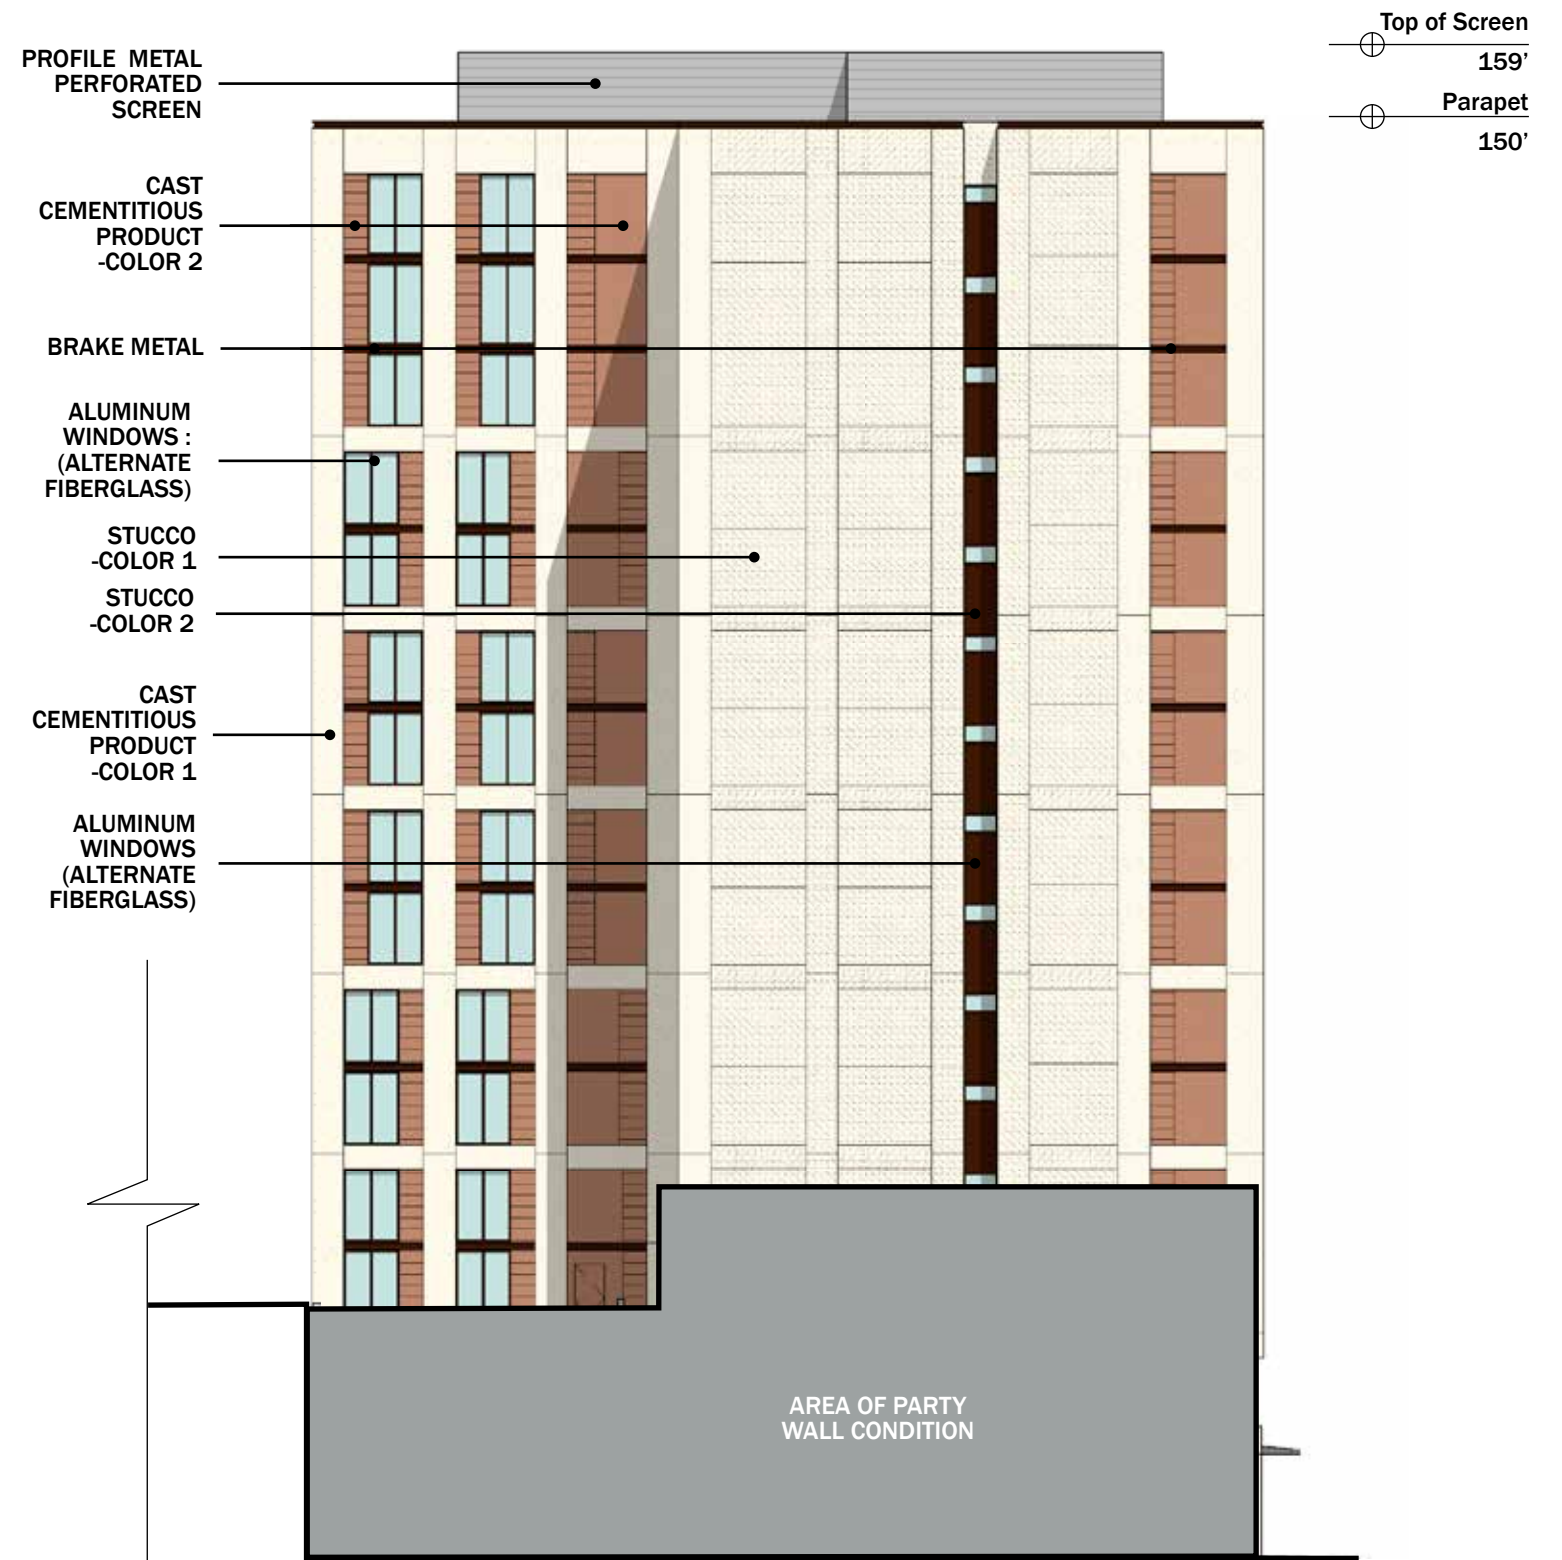 Top of Screen
159’
Parapet
150’
PROFILE METAL
PERFORATED
SCREEN
CAST
CEMENTITIOUS
PRODUCT
-COLOR 2
BRAKE METAL
ALUMINUM
WINDOWS :
(ALTERNATE
FIBERGLASS)
STUCCO
-COLOR 1
STUCCO
-COLOR 2
CAST
CEMENTITIOUS
PRODUCT
-COLOR 1
ALUMINUM
WINDOWS
(ALTERNATE
FIBERGLASS)
AREA OF PARTY
WALL CONDITION